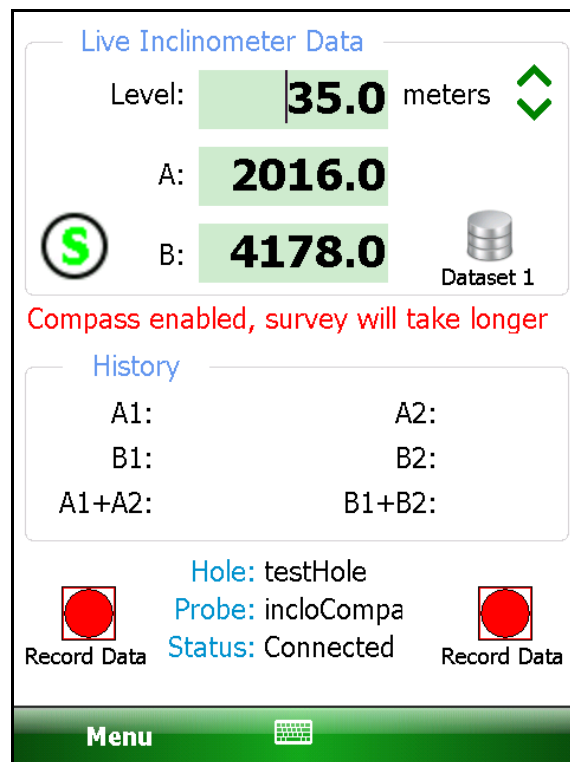 Live Inclinometer Data
Level: 35.0 meters
A: 2016.0
S
B: 4178.0
Dataset 1
Compass enabled, survey will take longer
History
A1: A2:
B1: B2:
A1+A2: B1+B2:
Hole: testHole
Probe: incloCompa
Status: Connected
Record Data Record Data
Menu